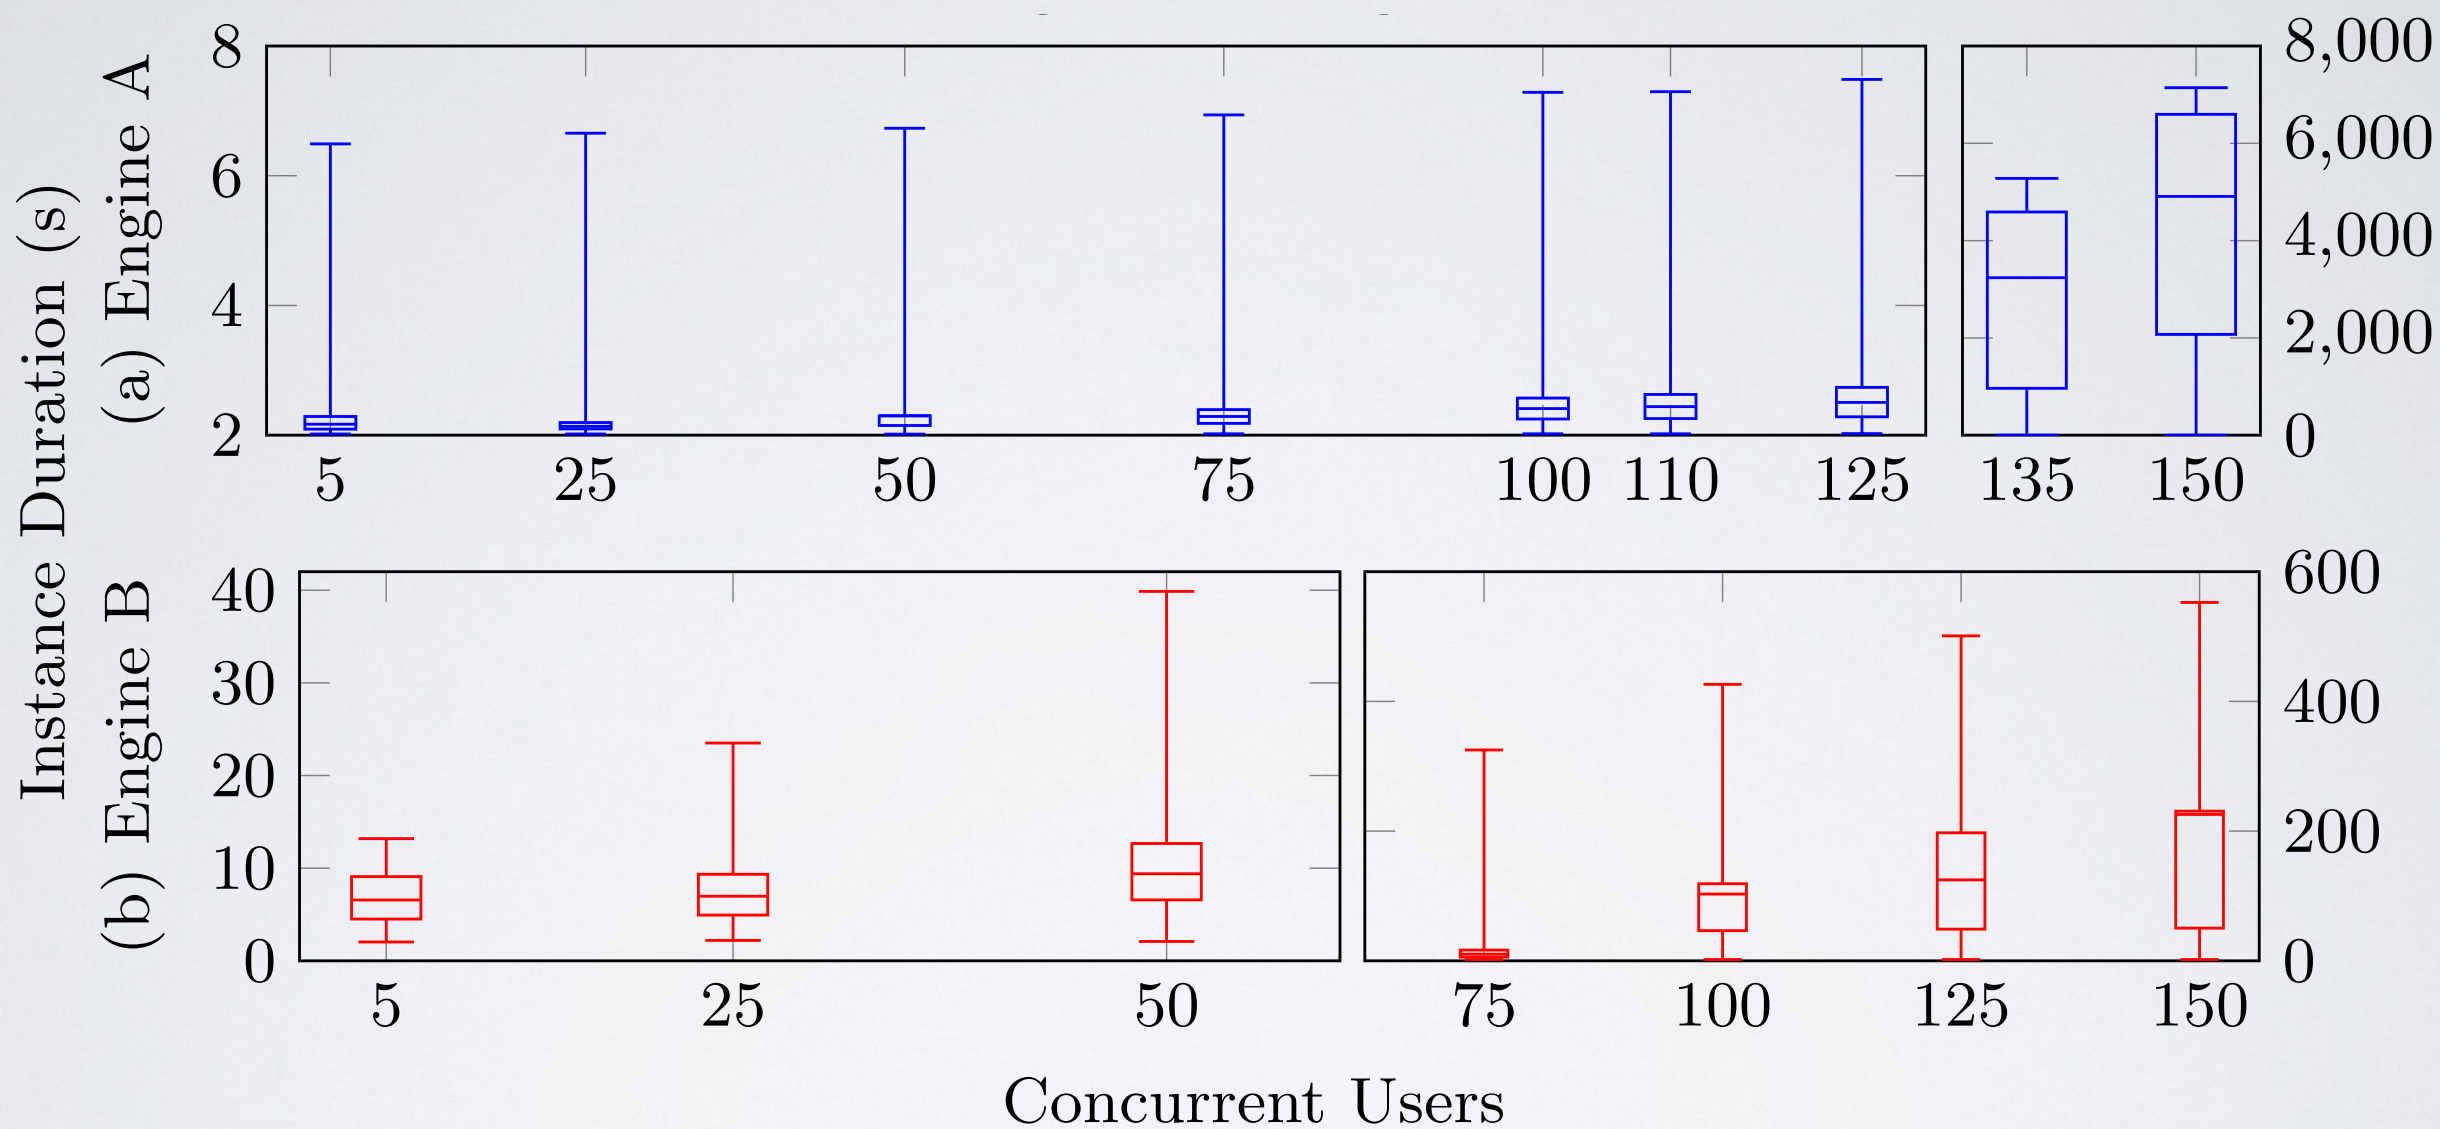 Instance Duration (s)
(a) Engine A
8
6
4
2
5 25 50 75 100 110 125
8,000
6,000
4,000
2,000
0
135 150
(b) Engine B
40
30
20
10
0
5 25 50
600
400
200
0
75 100 125 150
Concurrent Users